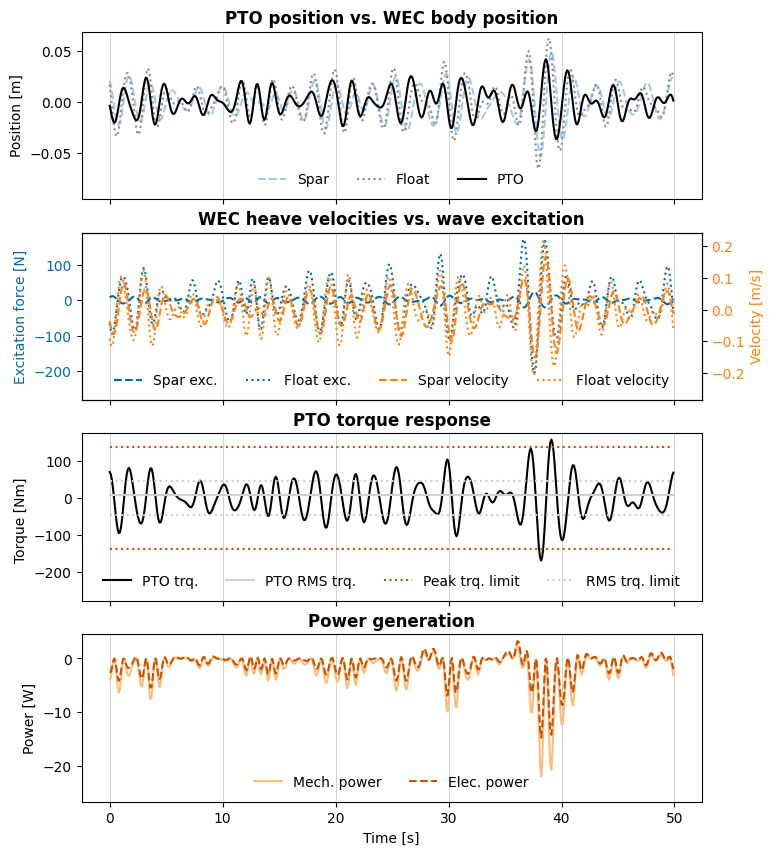 PTO position vs. WEC body position
0.05
0.00
−0.05
Position [m]
Spar Float PTO
WEC heave velocities vs. wave excitation
100
0
−100
−200
Excitation force [N]
0.2
0.1
0.0
−0.1
−0.2
Velocity [m/s]
Spar exc. Float exc. Spar velocity Float velocity
PTO torque response
100
0
−100
−200
Torque [Nm]
PTO trq. PTO RMS trq. Peak trq. limit RMS trq. limit
Power generation
0
−10
−20
Power [W]
Mech. power Elec. power
0 10 20 30 40 50
Time [s]